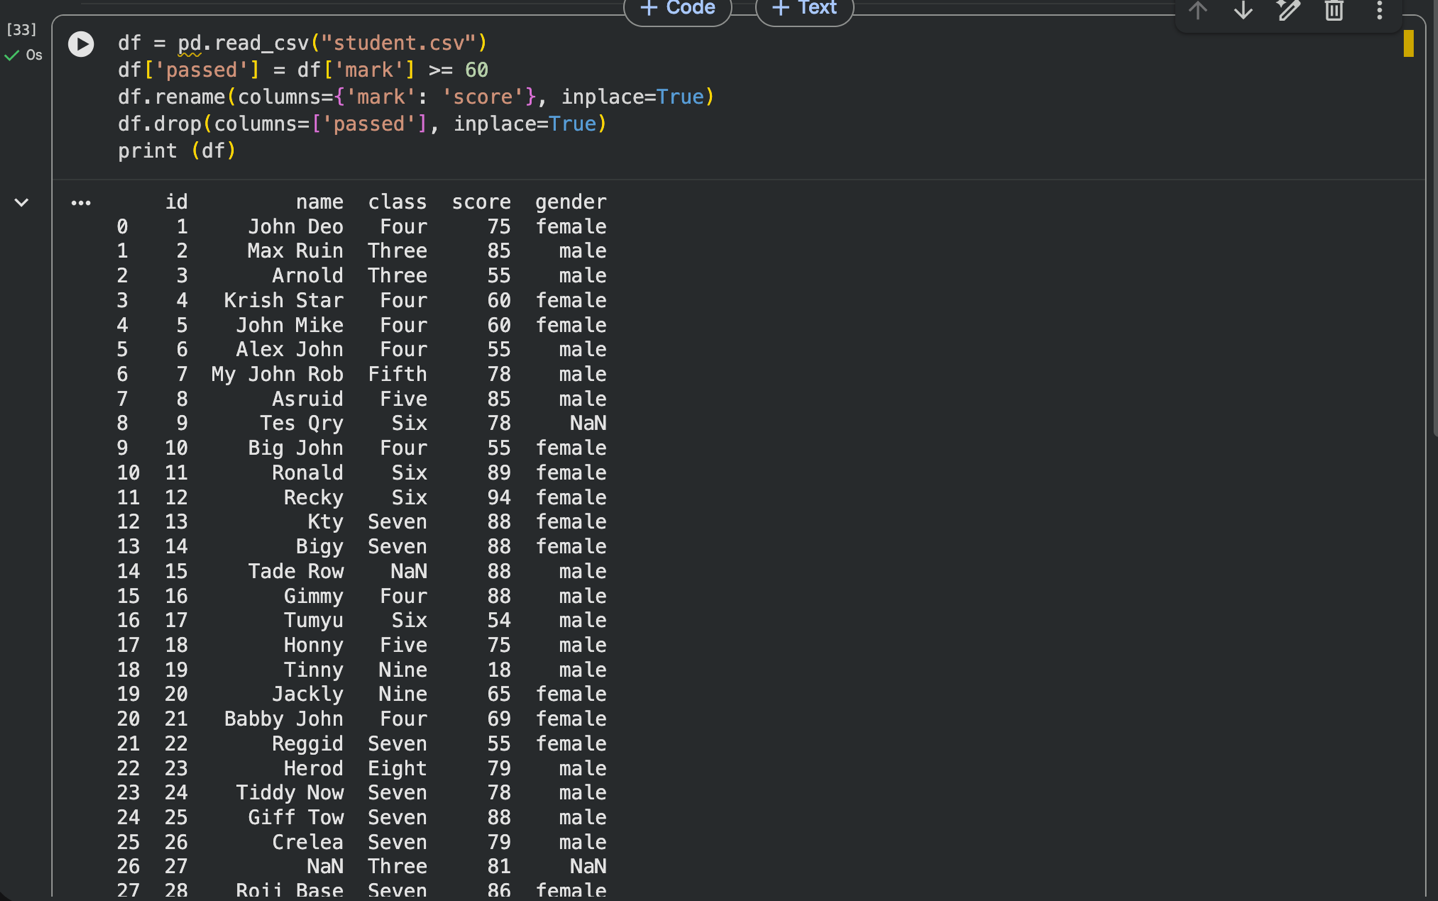 + Code + Text
[33]
0s
df = pd.read_csv("student.csv")
df['passed'] = df['mark'] >= 60
df.rename(columns={'mark': 'score'}, inplace=True)
df.drop(columns=['passed'], inplace=True)
print (df)
... id name class score gender
0 1 John Deo Four 75 female
1 2 Max Ruin Three 85 male
2 3 Arnold Three 55 male
3 4 Krish Star Four 60 female
4 5 John Mike Four 60 female
5 6 Alex John Four 55 male
6 7 My John Rob Fifth 78 male
7 8 Asruid Five 85 male
8 9 Tes Qry Six 78 NaN
9 10 Big John Four 55 female
10 11 Ronald Six 89 female
11 12 Recky Six 94 female
12 13 Kty Seven 88 female
13 14 Bigy Seven 88 female
14 15 Tade Row NaN 88 male
15 16 Gimmy Four 88 male
16 17 Tumyu Six 54 male
17 18 Honny Five 75 male
18 19 Tinny Nine 18 male
19 20 Jackly Nine 65 female
20 21 Babby John Four 69 female
21 22 Reggid Seven 55 female
22 23 Herod Eight 79 male
23 24 Tiddy Now Seven 78 male
24 25 Giff Tow Seven 88 male
25 26 Crelea Seven 79 male
26 27 NaN Three 81 NaN
27 28 Rojj Base Seven 86 female